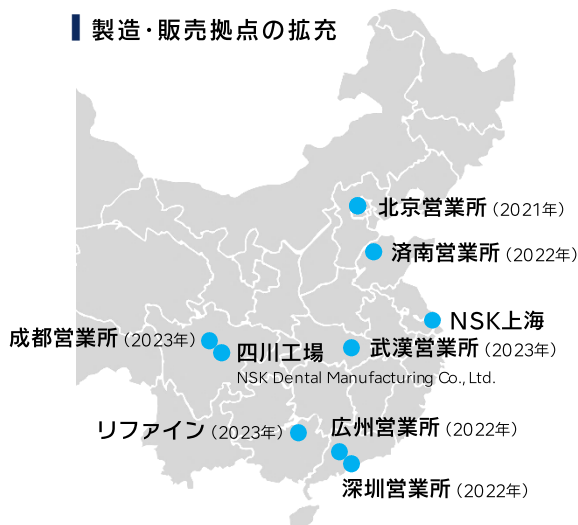 製造・販売拠点の拡充
北京営業所（2021年）
済南営業所（2022年）
NSK上海
成都営業所（2023年）
四川工場
NSK Dental Manufacturing Co., Ltd.
武漢営業所（2023年）
リファイン（2023年）
広州営業所（2022年）
深圳営業所（2022年）